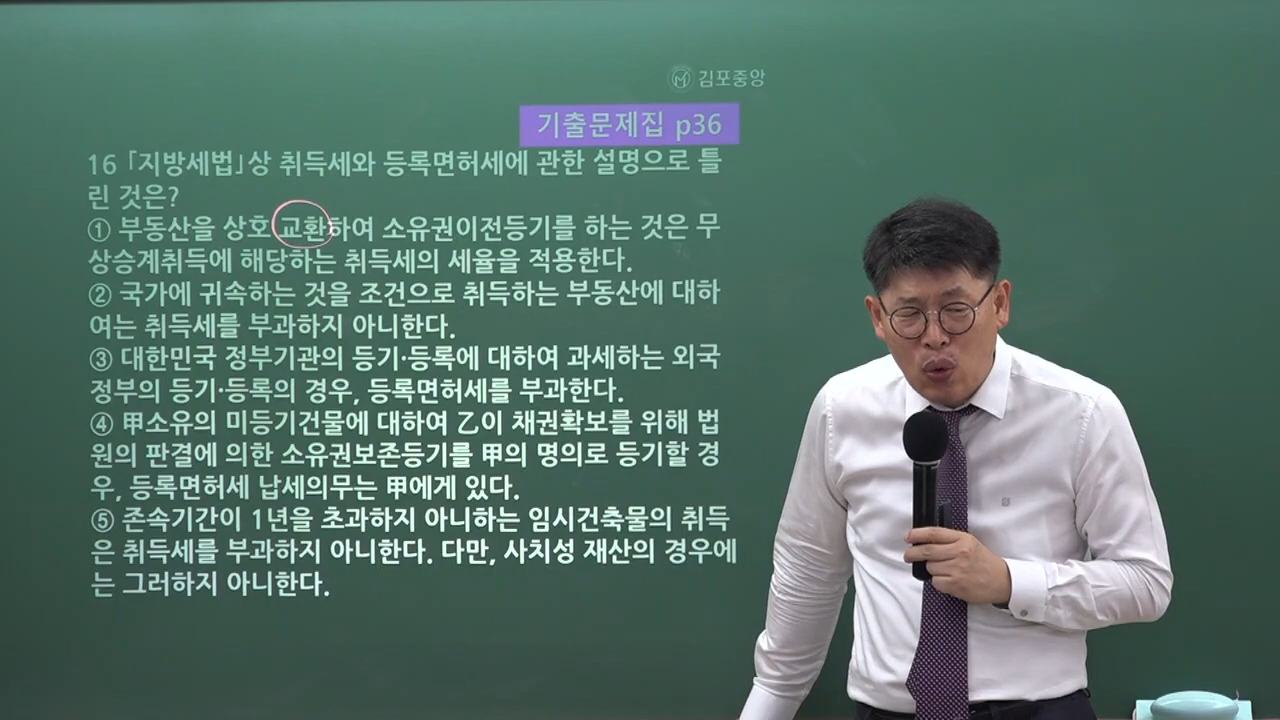 김포중앙
기출문제집 p36
16 「지방세법」상 취득세와 등록면허세에 관한 설명으로 틀
린 것은?
① 부동산을 상호 교환하여 소유권이전등기를 하는 것은 무
상승계취득에 해당하는 취득세의 세율을 적용한다.
② 국가에 귀속하는 것을 조건으로 취득하는 부동산에 대하
여는 취득세를 부과하지 아니한다.
③ 대한민국 정부기관의 등기·등록에 대하여 과세하는 외국
정부의 등기·등록의 경우, 등록면허세를 부과한다.
④ 甲소유의 미등기건물에 대하여 乙이 채권확보를 위해 법
원의 판결에 의한 소유권보존등기를 甲의 명의로 등기할 경
우, 등록면허세 납세의무는 甲에게 있다.
⑤ 존속기간이 1년을 초과하지 아니하는 임시건축물의 취득
은 취득세를 부과하지 아니한다. 다만, 사치성 재산의 경우에
는 그러하지 아니한다.